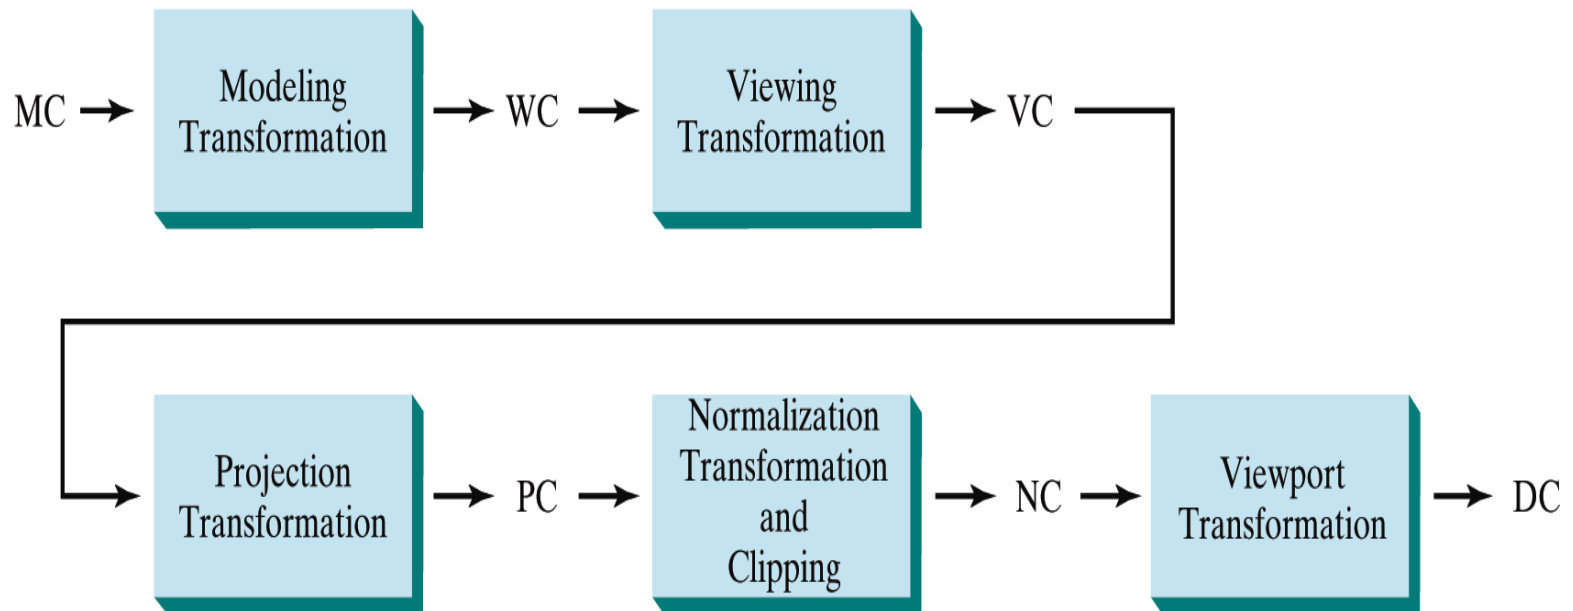 MC
Modeling
Transformation
WC
Viewing
Transformation
VC
Projection
Transformation
PC
Normalization
Transformation
and
Clipping
NC
Viewport
Transformation
DC